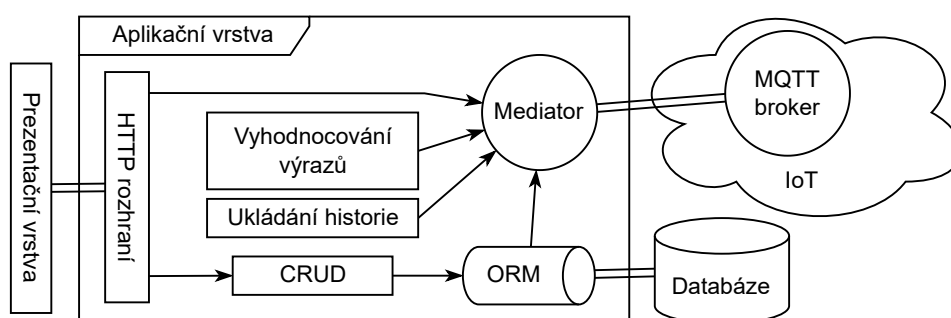 Aplikační vrstva
Prezentační vrstva
HTTP rozhraní
Mediator
MQTT
broker
IoT
Vyhodnocování
výrazů
Ukládání historie
CRUD
ORM
Databáze